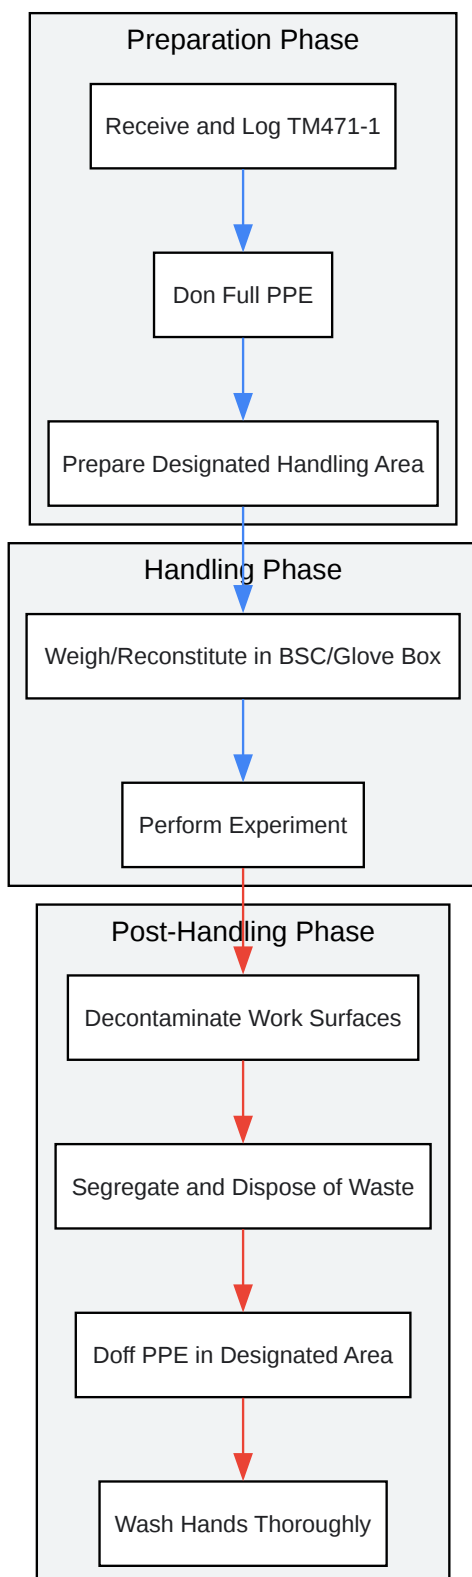 Preparation Phase
Receive and Log TM471-1
Don Full PPE
Prepare Designated Handling Area
Handling Phase
Weigh/Reconstitute in BSC/Glove Box
Perform Experiment
Post-Handling Phase
Decontaminate Work Surfaces
Segregate and Dispose of Waste
Doff PPE in Designated Area
Wash Hands Thoroughly